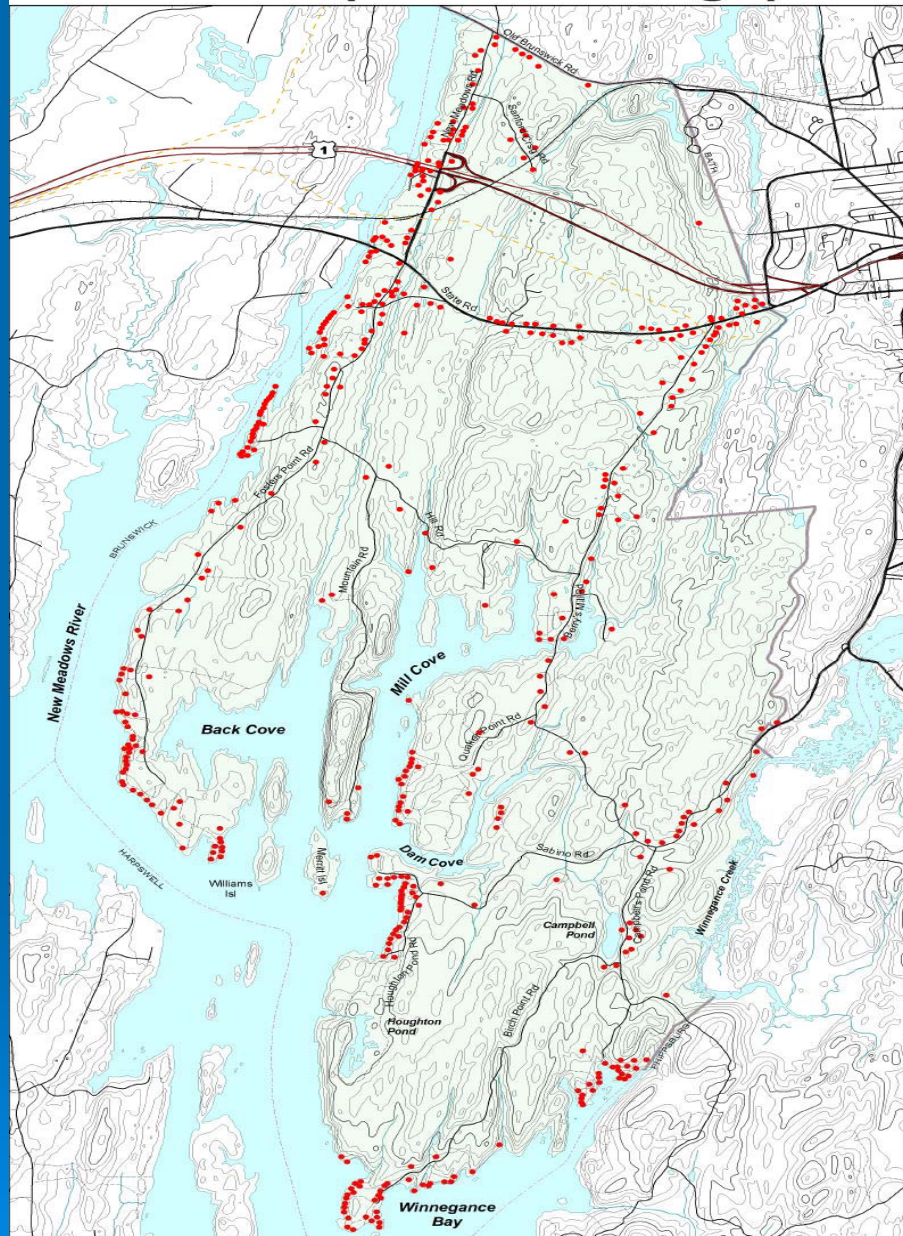 Old Brunswick Rd
New Meadows Rd
BATH
1
State Rd
Fosters Point Rd
Hill Rd
BRUNSWICK
Mountain Rd
Berry's Mill Rd
New Meadows River
Mill Cove
Back Cove
Quaker Point Rd
HARPSWELL
Dam Cove
Sabino Rd
Merritt Isl
Williams
Isl
Campbell's Pond Rd
Winnegance Creek
Campbell
Pond
Houghton Pond Rd
Birch Point Rd
Houghton
Pond
PHIPPSBURG
Winnegance
Bay